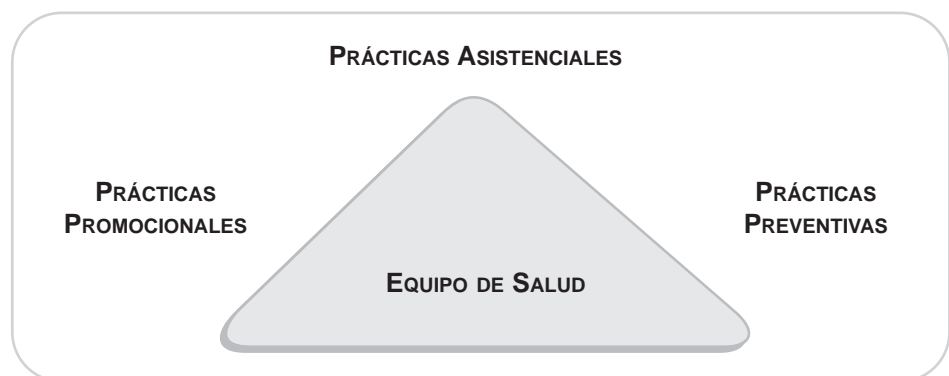 PRÁCTICAS ASISTENCIALES
PRÁCTICAS
PROMOCIONALES
PRÁCTICAS
PREVENTIVAS
EQUIPO DE SALUD